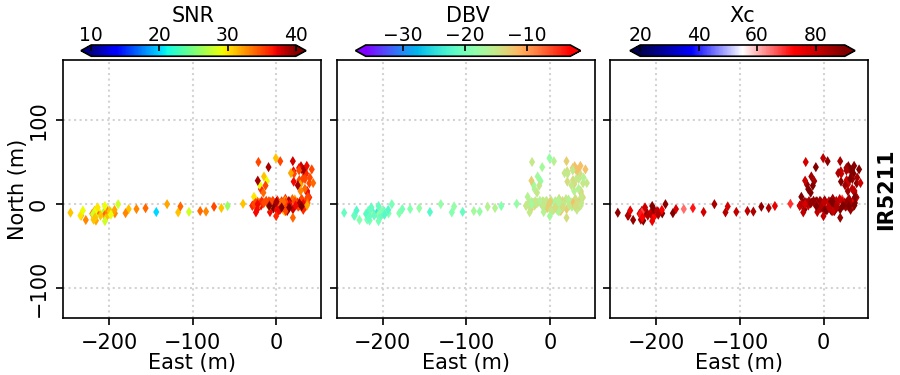 SNR DBV Xc
10 20 30 40 −30 −20 −10 20 40 60 80
North (m)
100
0
−100
IR5211
−200 −100 0 −200 −100 0 −200 −100 0
East (m) East (m) East (m)